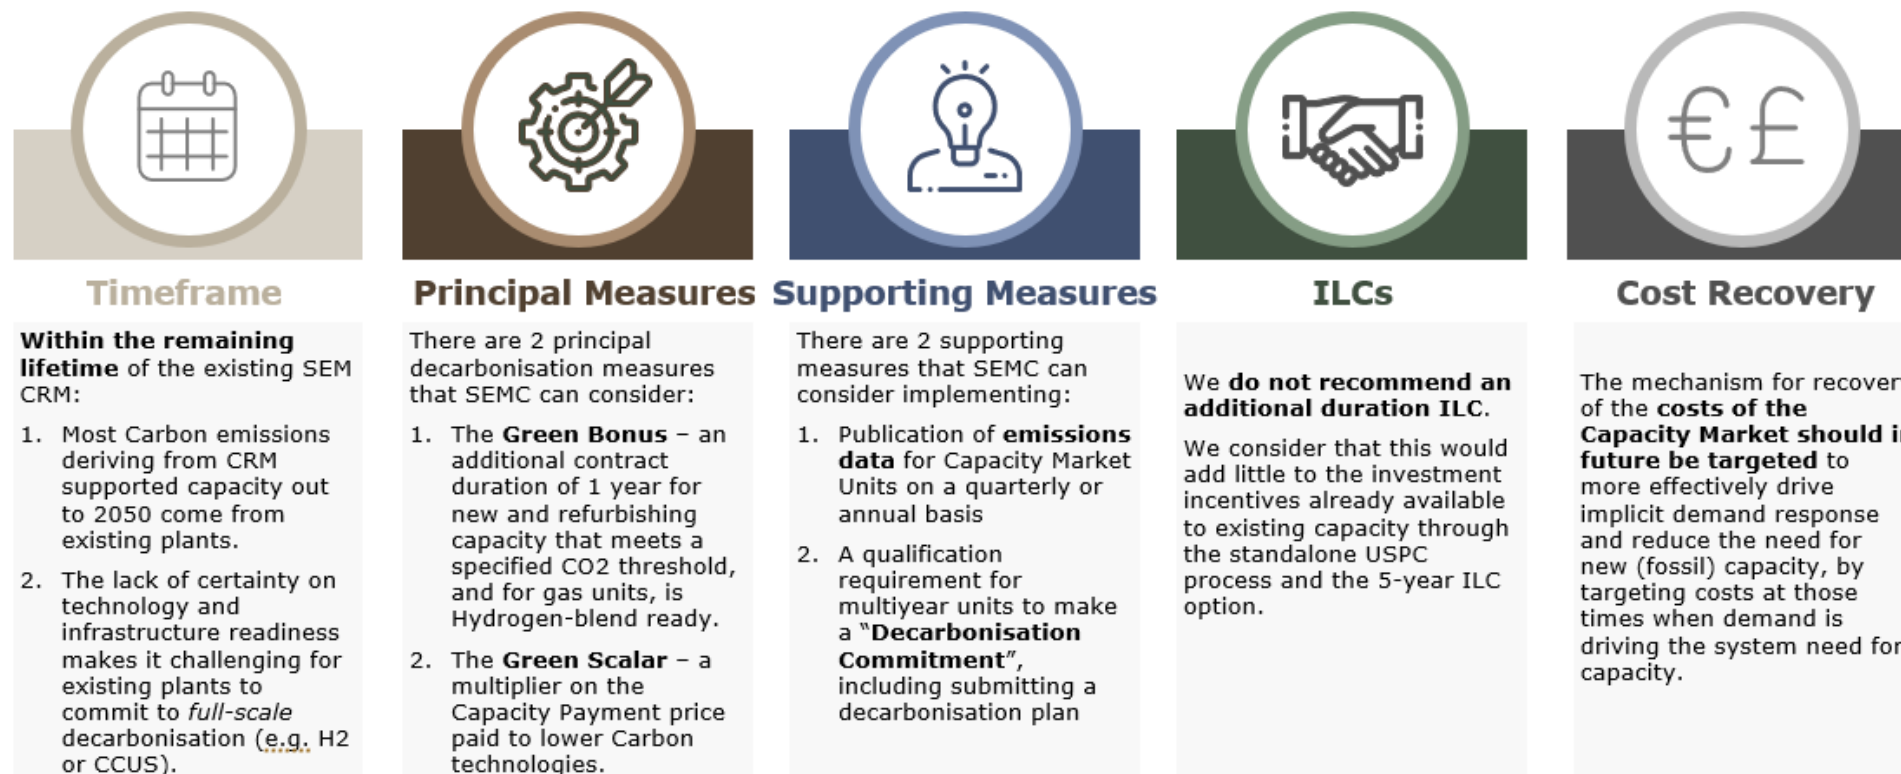 € £
Timeframe
Within the remaining
lifetime of the existing SEM
CRM:
1. Most Carbon emissions
deriving from CRM
supported capacity out
to 2050 come from
existing plants.
2. The lack of certainty on
technology and
infrastructure readiness
makes it challenging for
existing plants to
commit to full-scale
decarbonisation (e.g. H2
or CCUS).
Principal Measures
There are 2 principal
decarbonisation measures
that SEMC can consider:
1. The Green Bonus – an
additional contract
duration of 1 year for
new and refurbishing
capacity that meets a
specified CO2 threshold,
and for gas units, is
Hydrogen-blend ready.
2. The Green Scalar – a
multiplier on the
Capacity Payment price
paid to lower Carbon
technologies.
Supporting Measures
There are 2 supporting
measures that SEMC can
consider implementing:
1. Publication of emissions
data for Capacity Market
Units on a quarterly or
annual basis
2. A qualification
requirement for
multiyear units to make
a “Decarbonisation
Commitment”,
including submitting a
decarbonisation plan
ILCs
We do not recommend an
additional duration ILC.
We consider that this would
add little to the investment
incentives already available
to existing capacity through
the standalone USPC
process and the 5-year ILC
option.
Cost Recovery
The mechanism for recover
of the costs of the
Capacity Market should i
future be targeted to
more effectively drive
implicit demand response
and reduce the need for
new (fossil) capacity, by
targeting costs at those
times when demand is
driving the system need for
capacity.